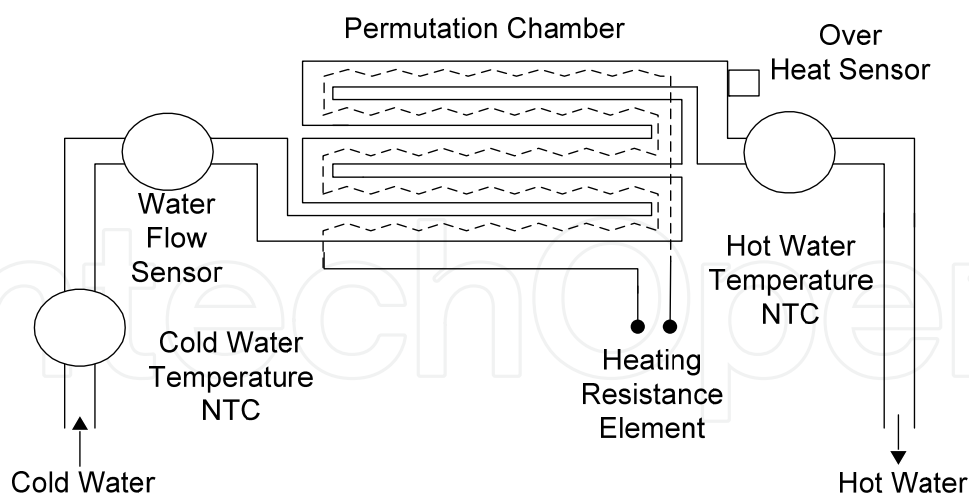 Permutation Chamber
Over
Heat Sensor
Water
Flow
Sensor
Hot Water
Temperature
NTC
Cold Water
Temperature
NTC
Heating
Resistance
Element
Cold Water
Hot Water